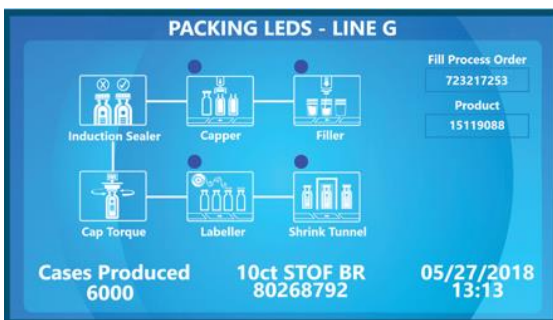 PACKING LEDS - LINE G
Fill Process Order
723217253
Product
15119088
Induction Sealer
Capper
Filler
Cap Torque
Labeller
Shrink Tunnel
Cases Produced
6000
10ct STOF BR
80268792
05/27/2018
13:13